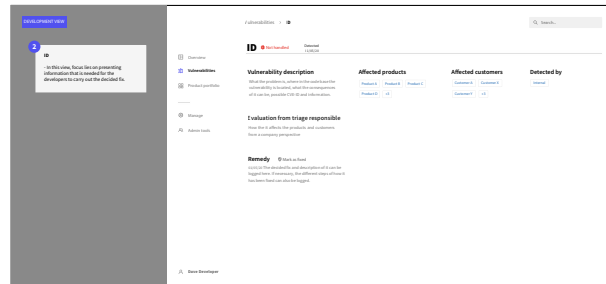 DEVELOPMENT VIEW
2
ID
- In this view, focus lies on presenting
information that is needed for the
developers to carry out the decided fix.
Vulnerabilities > ID
Search..
ID Not handled Detected
11/05/20
Overview
Vulnerabilities
Product portfolio
Manage
Admin tools
Dave Developer
Vulnerability description
What the problem is, where in the code/parts the
vulnerability is located, what the consequences
of it can be, possible CVE-ID and information.
Affected products
Product A Product B Product C
Product D +3
Affected customers
Customer A Customer K
Customer F +3
Detected by
Internal
Evaluation from triage responsible
How the it affects the products and customers
from a company perspective
Remedy Mark as fixed
The decided fix and description of it can be
logged here. If necessary, the different steps of how it
has been fixed can also be logged.